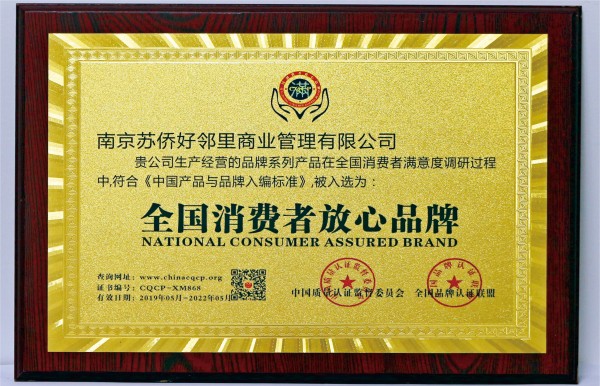 南京苏侨好邻里商业管理有限公司
贵公司生产经营的品牌系列产品在全国消费者满意度调研过程
中,符合《中国产品与品牌入编标准》,被入选为:
全国消费者放心品牌
NATIONAL CONSUMER ASSURED BRAND
查询网址: www.chinacqcp.org
证书编号: CQCP-XM868
有效日期: 2019年05月-2022年05月
中国质量认证监督委员会 全国品牌认证联盟